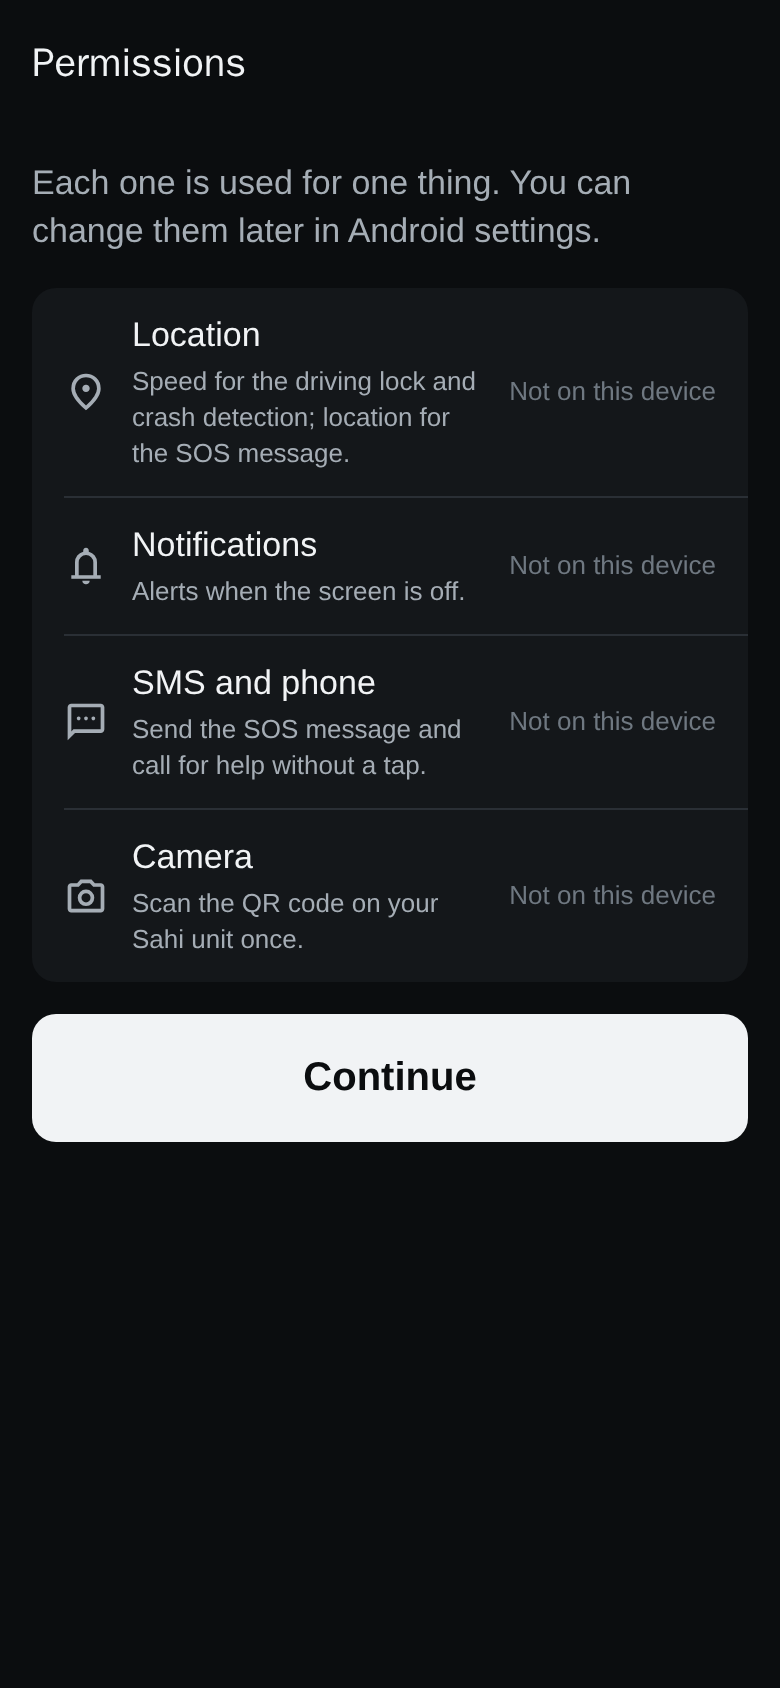 Permissions
Each one is used for one thing. You can
change them later in Android settings.
Location
Speed for the driving lock and
crash detection; location for
the SOS message.
Not on this device
Notifications
Alerts when the screen is off.
Not on this device
SMS and phone
Send the SOS message and
call for help without a tap.
Not on this device
Camera
Scan the QR code on your
Sahi unit once.
Not on this device
Continue